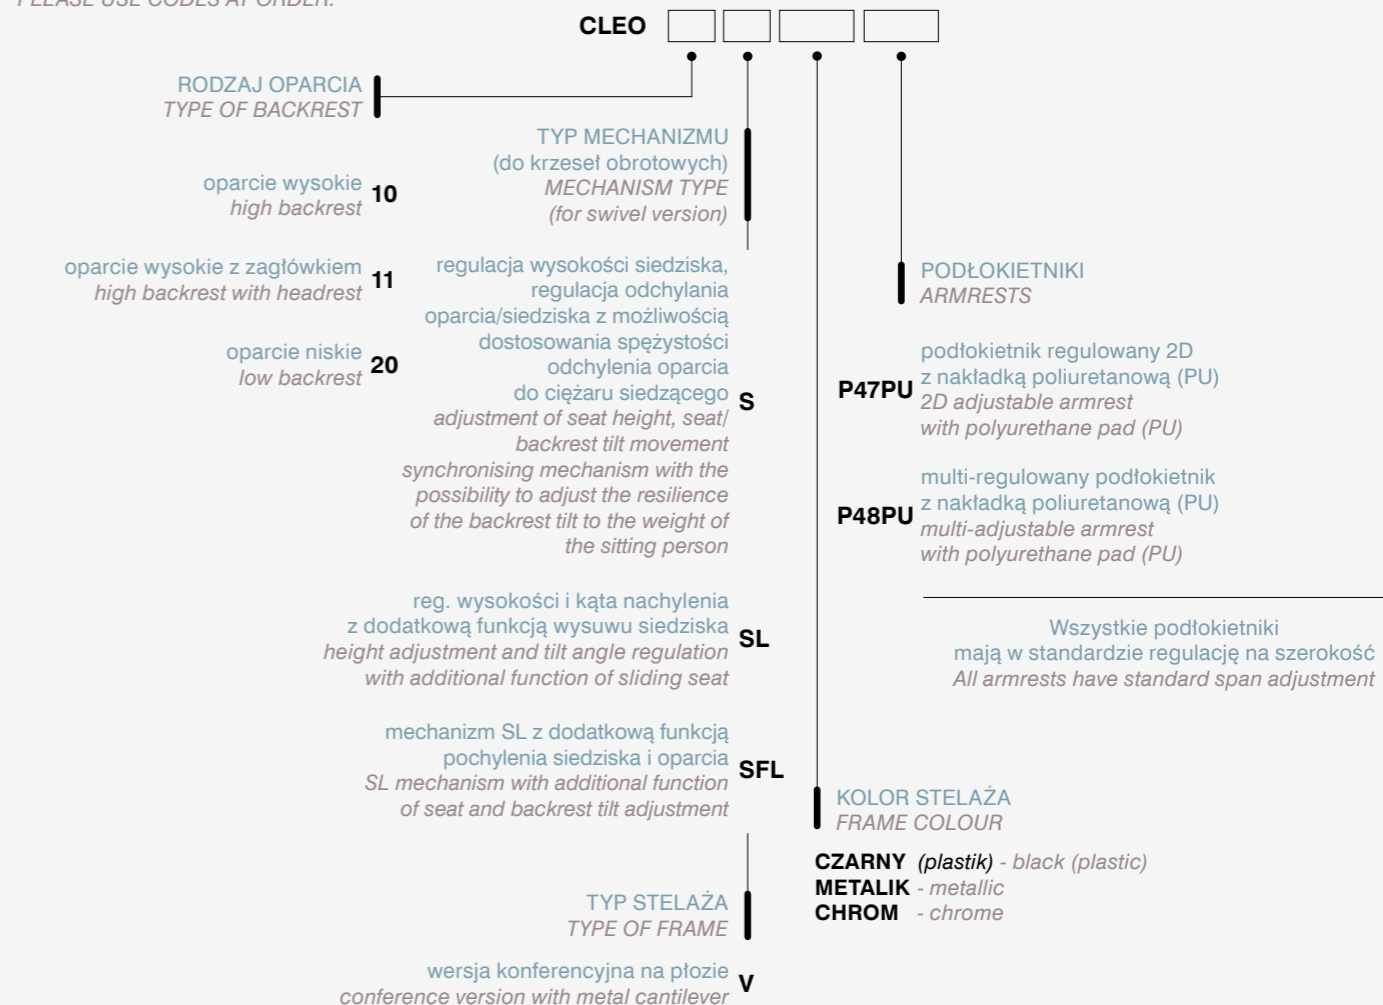 PLEASE USE CODES AT ORDER.
CLEO
RODZAJ OPARCIA
TYPE OF BACKREST
oparcie wysokie
high backrest
10
oparcie wysokie z zagłówkiem
high backrest with headrest
11
oparcie niskie
low backrest
20
TYP MECHANIZMU
(do krzeseł obrotowych)
MECHANISM TYPE
(for swivel version)
regulacja wysokości siedziska,
regulacja odchylania
oparcia/siedziska z możliwością
dostosowania spężystości
odchylenia oparcia
do ciężaru siedzącego
adjustment of seat height, seat/
backrest tilt movement
synchronising mechanism with the
possibility to adjust the resilience
of the backrest tilt to the weight of
the sitting person
S
reg. wysokości i kąta nachylenia
z dodatkową funkcją wysuwu siedziska
height adjustment and tilt angle regulation
with additional function of sliding seat
SL
mechanizm SL z dodatkową funkcją
pochylenia siedziska i oparcia
SL mechanism with additional function
of seat and backrest tilt adjustment
SFL
TYP STELAŻA
TYPE OF FRAME
wersja konferencyjna na płozie
conference version with metal cantilever
V
KOLOR STELAŻA
FRAME COLOUR
CZARNY (plastik) - black (plastic)
METALIK - metallic
CHROM - chrome
PODŁOKIETNIKI
ARMRESTS
P47PU
podłokietnik regulowany 2D
z nakładką poliuretanową (PU)
2D adjustable armrest
with polyurethane pad (PU)
P48PU
multi-regulowany podłokietnik
z nakładką poliuretanową (PU)
multi-adjustable armrest
with polyurethane pad (PU)
Wszystkie podłokietniki
mają w standardzie regulację na szerokość
All armrests have standard span adjustment